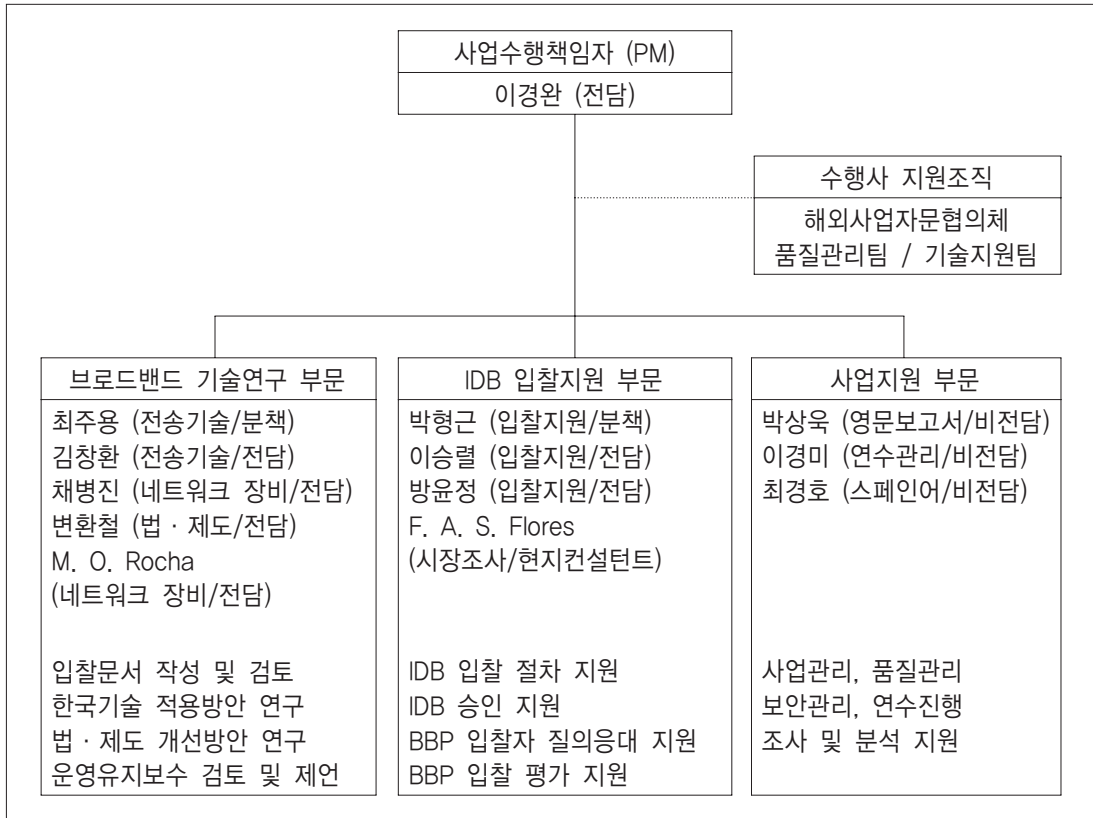 사업수행책임자 (PM)
이경완 (전담)
수행사 지원조직
해외사업자문협의체
품질관리팀 / 기술지원팀
브로드밴드 기술연구 부문
최주용 (전송기술/분책)
김창환 (전송기술/전담)
채병진 (네트워크 장비/전담)
변환철 (법 · 제도/전담)
M. O. Rocha
(네트워크 장비/전담)
입찰문서 작성 및 검토
한국기술 적용방안 연구
법 · 제도 개선방안 연구
운영유지보수 검토 및 제언
IDB 입찰지원 부문
박형근 (입찰지원/분책)
이승렬 (입찰지원/전담)
방윤정 (입찰지원/전담)
F. A. S. Flores
(시장조사/현지컨설턴트)
IDB 입찰 절차 지원
IDB 승인 지원
BBP 입찰자 질의응대 지원
BBP 입찰 평가 지원
사업지원 부문
박상욱 (영문보고서/비전담)
이경미 (연수관리/비전담)
최경호 (스페인어/비전담)
사업관리, 품질관리
보안관리, 연수진행
조사 및 분석 지원